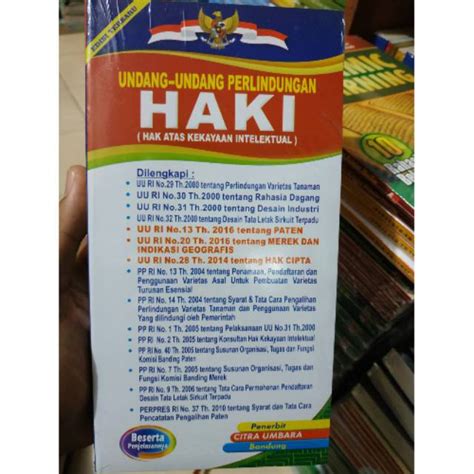 EDISI TERBARU
UNDANG-UNDANG PERLINDUNGAN
HAKI
( HAK ATAS KEKAYAAN INTELEKTUAL )
Dilengkapi :
• UU RI No.29 Th.2000 tentang Perlindungan Varietas Tanaman
• UU RI No.30 Th.2000 tentang Rahasia Dagang
• UU RI No.31 Th.2000 tentang Desain Industri
• UU RI No.32 Th.2000 tentang Desain Tata Letak Sirkuit Terpadu
• UU RI No.13 Th. 2016 tentang PATEN
• UU RI No.20 Th. 2016 tentang MEREK DAN
INDIKASI GEOGRAFIS
• UU RI No.28 Th. 2014 tentang HAK CIPTA
• PP RI No. 13 Th. 2004 tentang Penamaan, Pendaftaran dan
Penggunaan Varietas Asal Untuk Pembuatan Varietas
Turunan Esensial
• PP RI No. 14 Th. 2004 tentang Syarat & Tata Cara Pengalihan
Perlindungan Varietas Tanaman dan Penggunaan Varietas
Yang dilindungi oleh Pemerintah
• PP RI No. 1 Th. 2005 tentang Pelaksanaan UU No.31 Th.2000
• PP RI No. 2 Th. 2005 tentang Konsultan Hak Kekayaan Intelektual
• PP RI No. 40 Th. 2005 tentang Susunan Organisasi, Tugas dan Fungsi
Komisi Banding Paten
• PP RI No. 7 Th. 2005 tentang Susunan Organisasi, Tugas dan
Fungsi Komisi Banding Merek
• PP RI No. 9 Th. 2006 tentang Tata Cara Permohonan Pendaftaran
Desain Tata Letak Sirkuit Terpadu
• PERPRES RI No. 37 Th. 2010 tentang Syarat dan Tata Cara
Pencatatan Pengalihan Paten
Beserta
Penjelasannya
Penerbit
CITRA UMBARA
Bandung